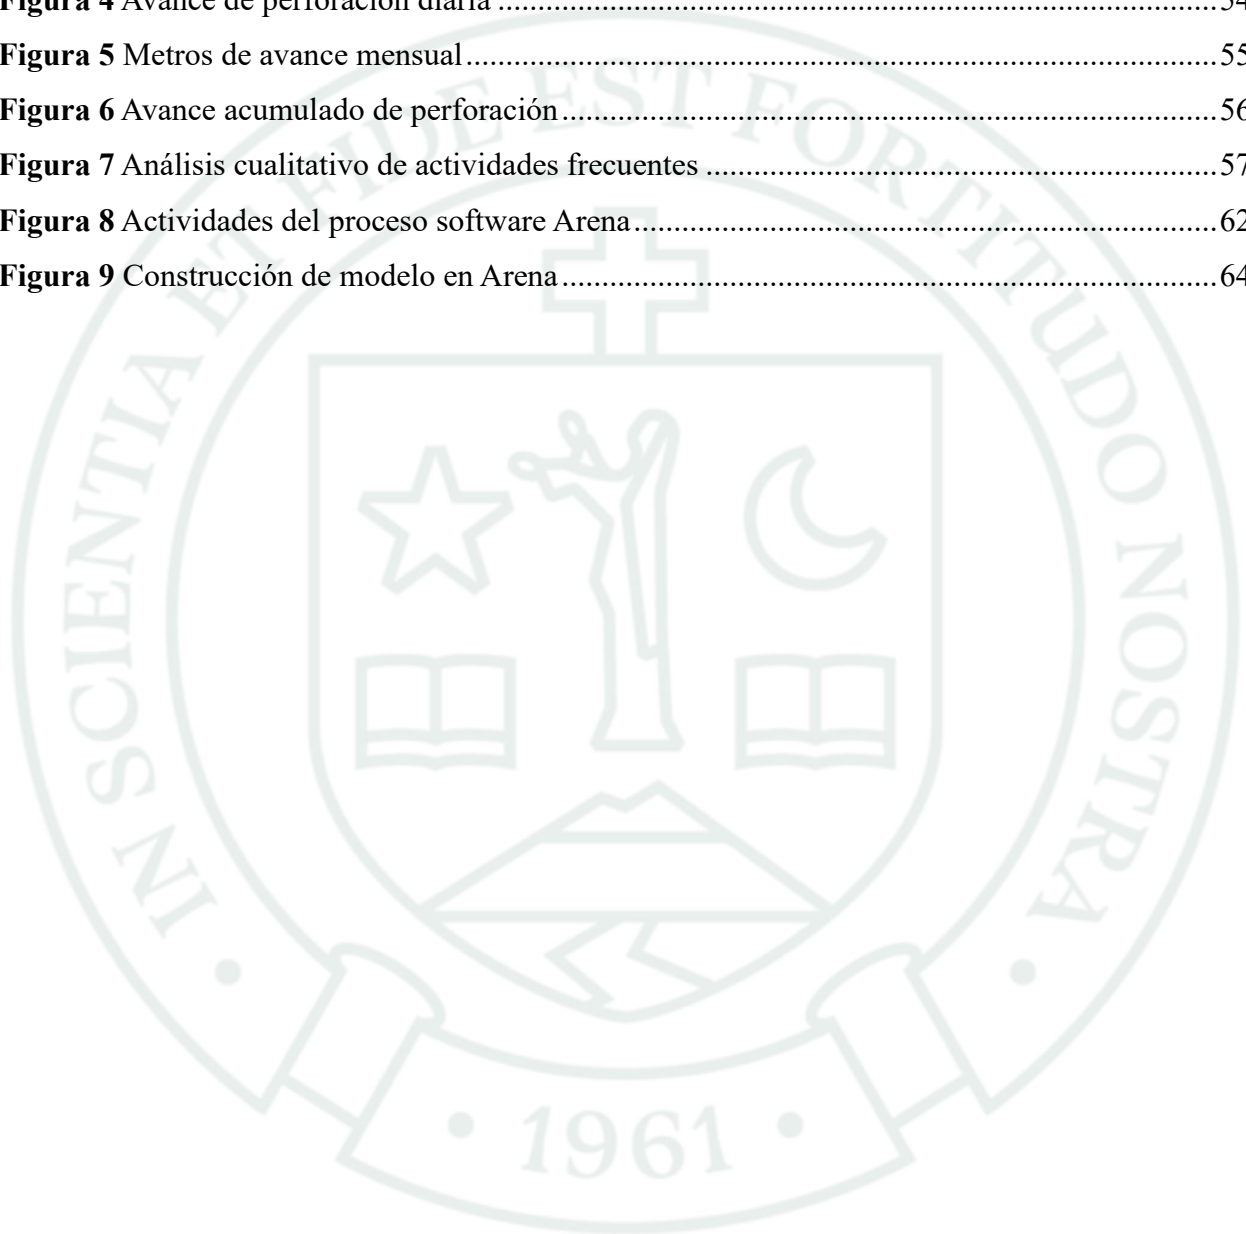 Figura 4 Avance de perforación diaria ........................................................................................... 54
Figura 5 Metros de avance mensual............................................................................................... 55
Figura 6 Avance acumulado de perforación ................................................................................... 56
Figura 7 Análisis cualitativo de actividades frecuentes ................................................................. 57
Figura 8 Actividades del proceso software Arena.......................................................................... 62
Figura 9 Construcción de modelo en Arena ................................................................................... 64
IN SCIENTIA ET FIDE EST FORTITUDO NOSTRA
• 1961 •